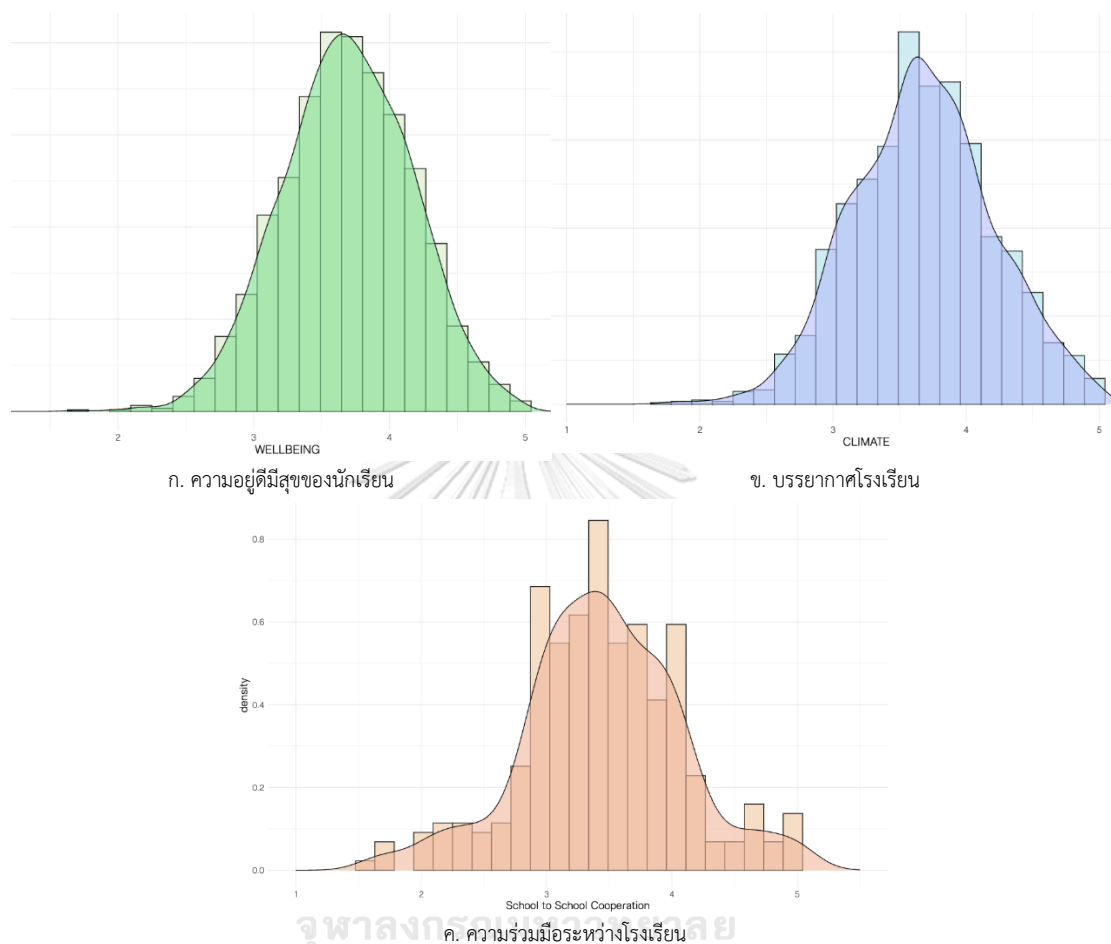 2 3 4 5
WELLBEING
1 2 3 4 5
CLIMATE
ก. ความอยู่ดีมีสุขของนักเรียน
ข. บรรยากาศโรงเรียน
0.8
0.6
0.4
0.2
0.0
density
1 2 3 4 5
School to School Cooperation
ค. ความร่วมมือระหว่างโรงเรียน